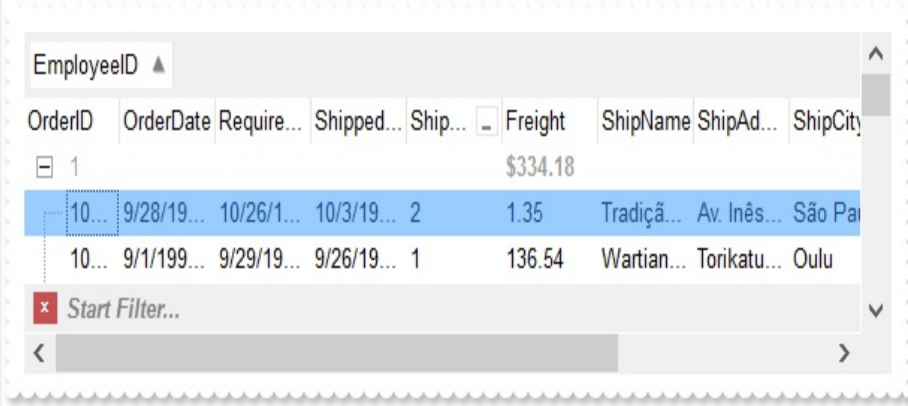 EmployeeID ▲
OrderID OrderDate Require... Shipped... Ship... Freight ShipName ShipAd... ShipCity
1 $334.18
10... 9/28/19... 10/26/1... 10/3/19... 2 1.35 Tradiçã... Av. Inês... São Pau
10... 9/1/199... 9/29/19... 9/26/19... 1 136.54 Wartian... Torikatu... Oulu
x Start Filter...